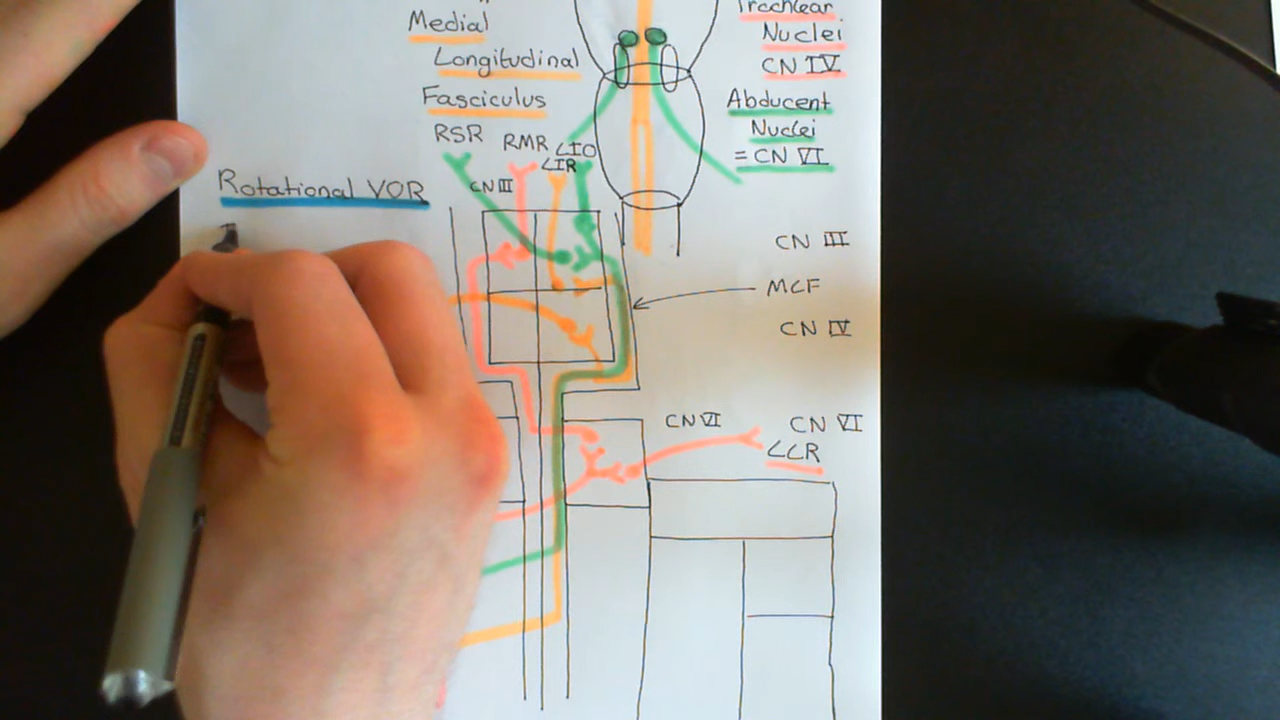 Medial
Longitudinal
Fasciculus
Trochlear
Nuclei
CN IV
Abducent
Nuclei
= CN VI
RSR RMR LIO
LIR
CN III
Rotational VOR
CN III
MCF
CN IV
CN VI
CN VI
LLR